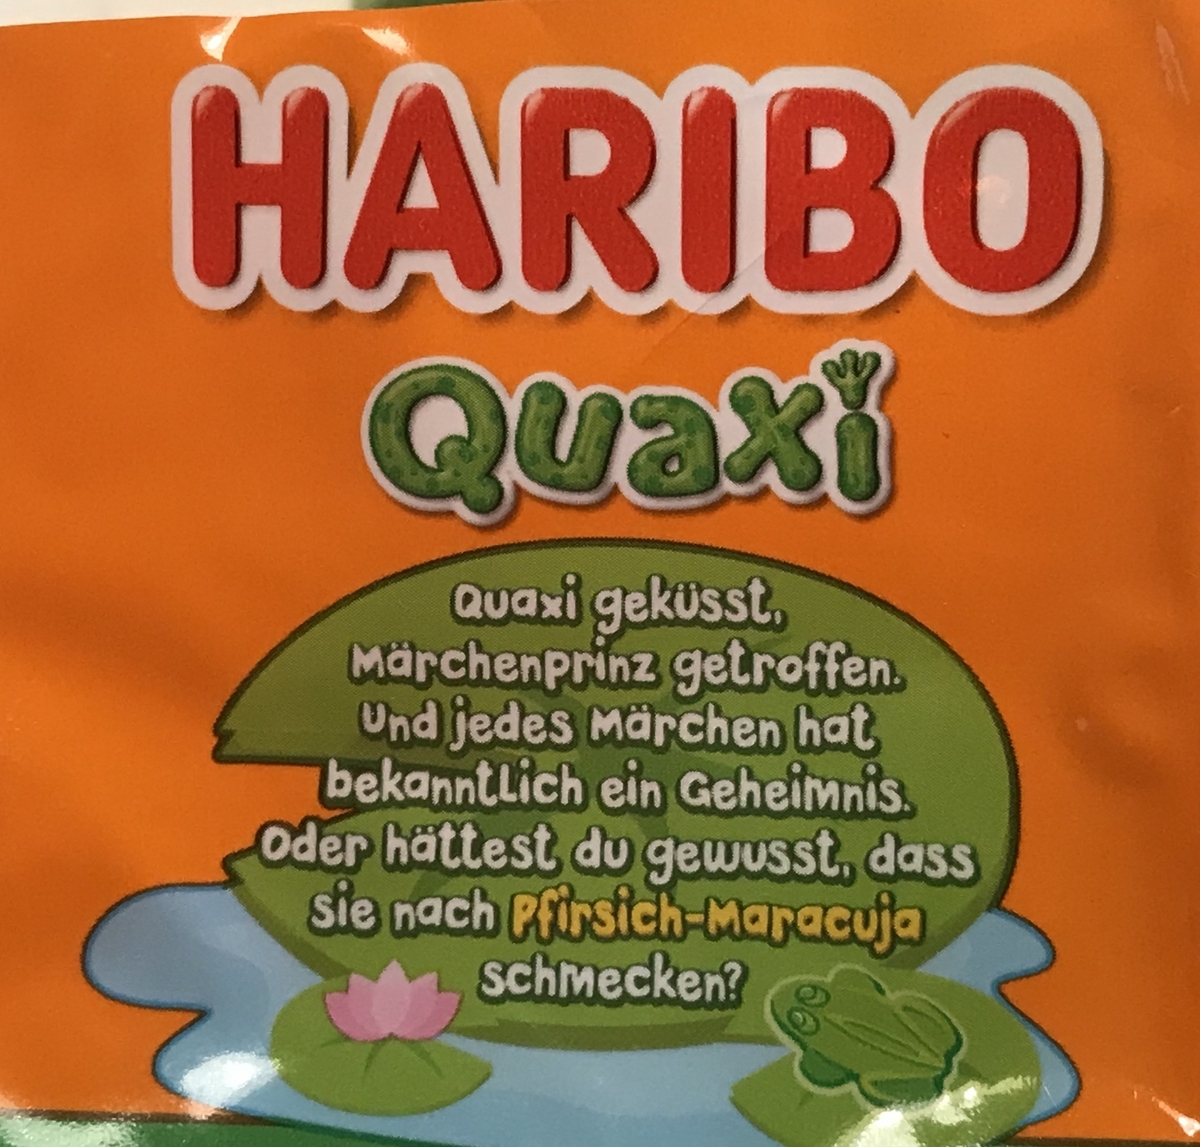 HARIBO
Quaxi
Quaxi geküsst,
Märchenprinz getroffen.
Und jedes Märchen hat
bekanntlich ein Geheimnis.
Oder hättest du gewusst, dass
sie nach Pfirsich-Maracuja
schmecken?